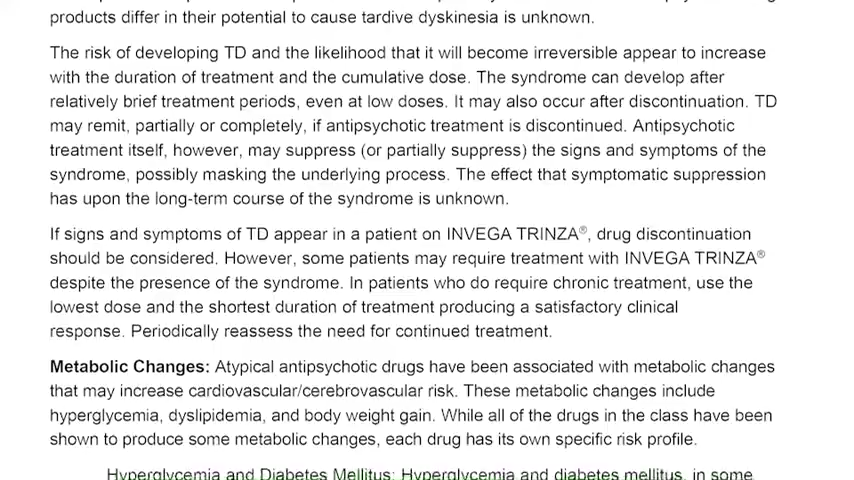 products differ in their potential to cause tardive dyskinesia is unknown.
The risk of developing TD and the likelihood that it will become irreversible appear to increase
with the duration of treatment and the cumulative dose. The syndrome can develop after
relatively brief treatment periods, even at low doses. It may also occur after discontinuation. TD
may remit, partially or completely, if antipsychotic treatment is discontinued. Antipsychotic
treatment itself, however, may suppress (or partially suppress) the signs and symptoms of the
syndrome, possibly masking the underlying process. The effect that symptomatic suppression
has upon the long-term course of the syndrome is unknown.
If signs and symptoms of TD appear in a patient on INVEGA TRINZA®, drug discontinuation
should be considered. However, some patients may require treatment with INVEGA TRINZA®
despite the presence of the syndrome. In patients who do require chronic treatment, use the
lowest dose and the shortest duration of treatment producing a satisfactory clinical
response. Periodically reassess the need for continued treatment.
Metabolic Changes: Atypical antipsychotic drugs have been associated with metabolic changes
that may increase cardiovascular/cerebrovascular risk. These metabolic changes include
hyperglycemia, dyslipidemia, and body weight gain. While all of the drugs in the class have been
shown to produce some metabolic changes, each drug has its own specific risk profile.
Hyperglycemia and Diabetes Mellitus: Hyperglycemia and diabetes mellitus, in some